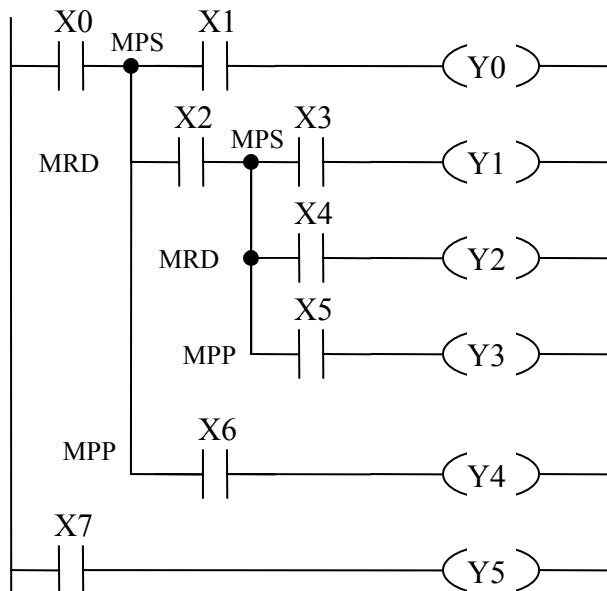 X0 MPS X1 Y0
X2 MPS X3
MRD Y1
X4
MRD Y2
X5
MPP Y3
X6
MPP Y4
X7
Y5